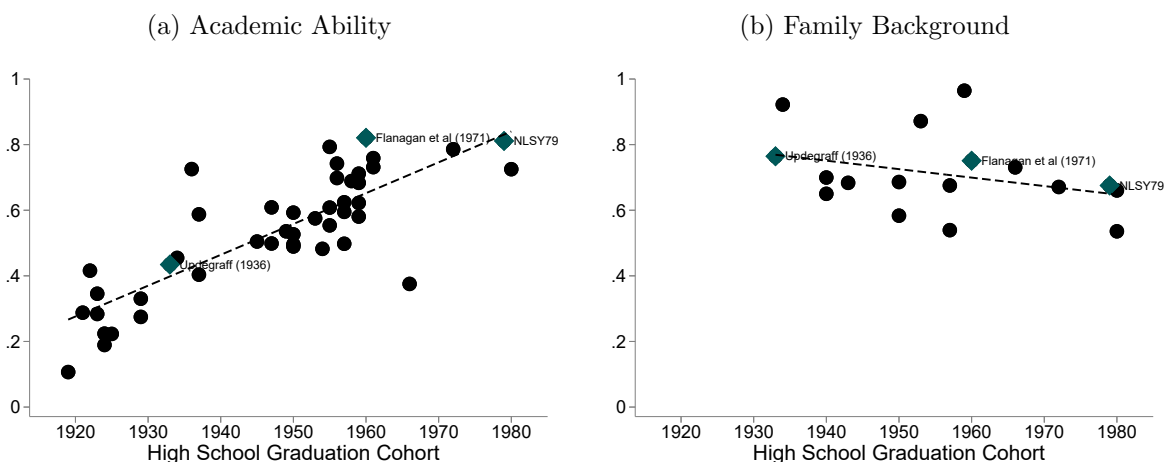 (a) Academic Ability
1
.8
.6
.4
.2
0
Flanagan et al (1971)
NLSY79
Updegraff (1936)
1920 1930 1940 1950 1960 1970 1980
High School Graduation Cohort
(b) Family Background
1
.8
.6
.4
.2
0
Updegraff (1936)
Flanagan et al (1971)
NLSY79
1920 1930 1940 1950 1960 1970 1980
High School Graduation Cohort